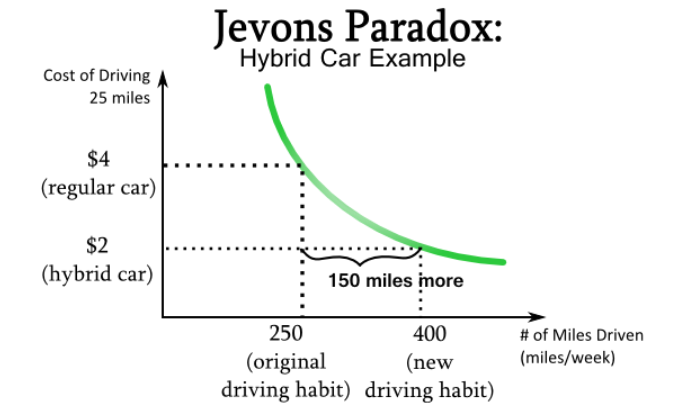 Jevons Paradox:
Hybrid Car Example
Cost of Driving
25 miles
$4
(regular car)
$2
(hybrid car)
150 miles more
250
(original
driving habit)
400
(new
driving habit)
# of Miles Driven
(miles/week)